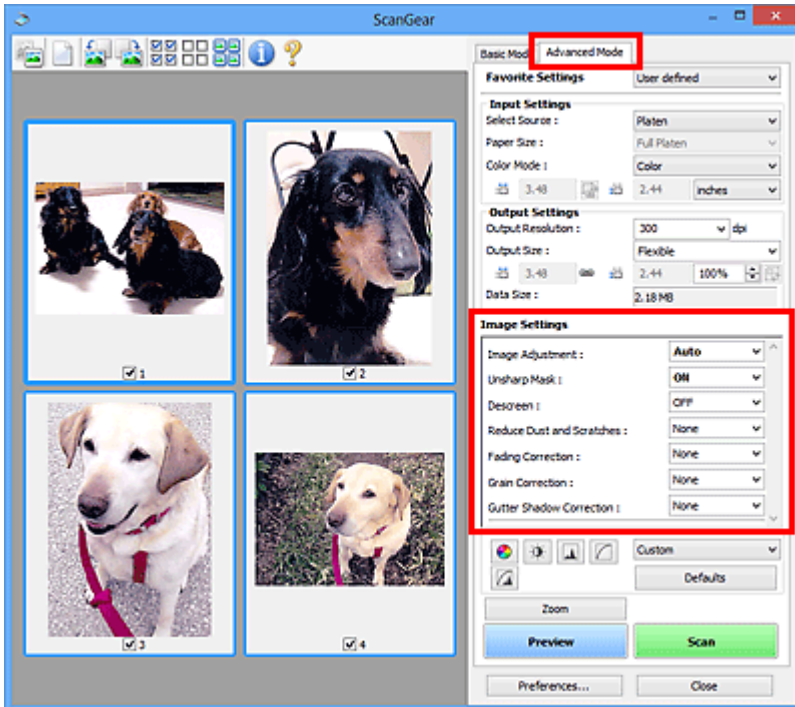 ScanGear
Basic Mode Advanced Mode
Favorite Settings User defined
Input Settings
Select Source : Platen
Paper Size : Full Platen
Color Mode : Color
3.48 2.44 inches
Output Settings
Output Resolution : 300 dpi
Output Size : Flexible
3.48 2.44 100%
Data Size : 2.18 MB
Image Settings
Image Adjustment : Auto
Unsharp Mask : ON
Descreen : OFF
Reduce Dust and Scratches : None
Fading Correction : None
Grain Correction : None
Gutter Shadow Correction : None
Custom
Defaults
Zoom
Preview Scan
Preferences... Close
1
2
3
4